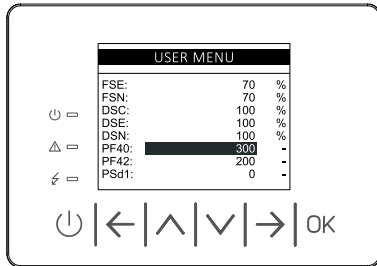 USER MENU
FSE: 70 %
FSN: 70 %
DSC: 100 %
DSE: 100 %
DSN: 100 %
PF40: 300 -
PF42: 200 -
PSd1: 0 -
OK